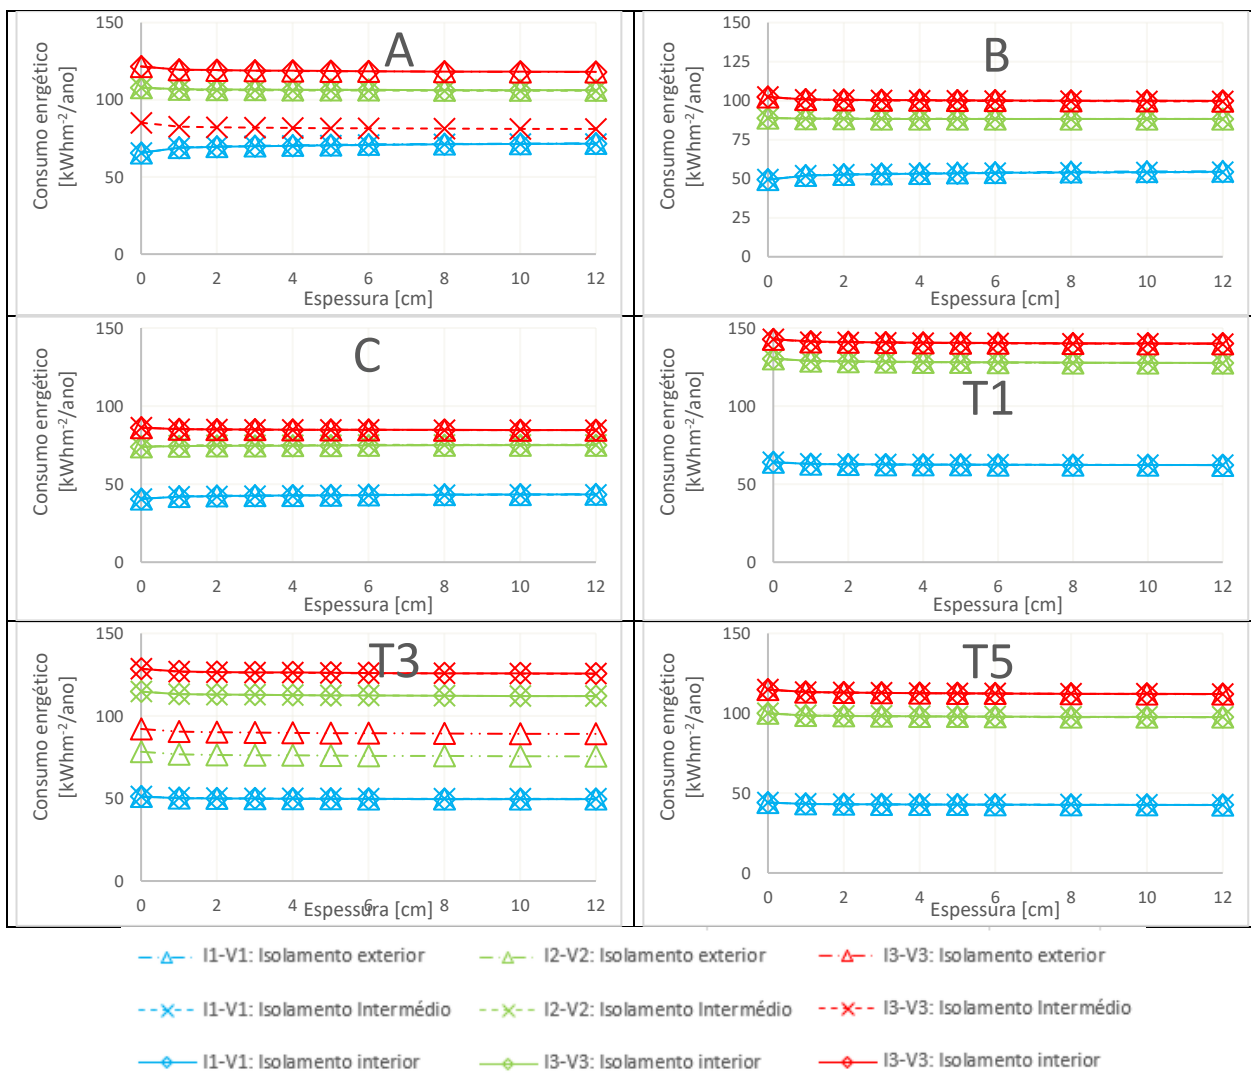 A
Consumo enrgético
[kWhm-2/ano]
150
100
50
0
0 2 4 6 8 10 12
Espessura [cm]
B
Consumo enrgético
[kWhm-2/ano]
150
125
100
75
50
25
0
0 2 4 6 8 10 12
Espessura [cm]
C
Consumo enrgético
[kWhm-2/ano]
150
100
50
0
0 2 4 6 8 10 12
Espessura [cm]
T1
Consumo enrgético
[kWhm-2/ano]
150
100
50
0
0 2 4 6 8 10 12
Espessura [cm]
T3
Consumo enrgético
[kWhm-2/ano]
150
100
50
0
0 2 4 6 8 10 12
Espessura [cm]
T5
Consumo enrgético
[kWhm-2/ano]
150
100
50
0
0 2 4 6 8 10 12
Espessura [cm]
I1-V1: Isolamento exterior
I2-V2: Isolamento exterior
I3-V3: Isolamento exterior
I1-V1: Isolamento Intermédio
I2-V2: Isolamento Intermédio
I3-V3: Isolamento Intermédio
I1-V1: Isolamento interior
I3-V3: Isolamento interior
I3-V3: Isolamento interior